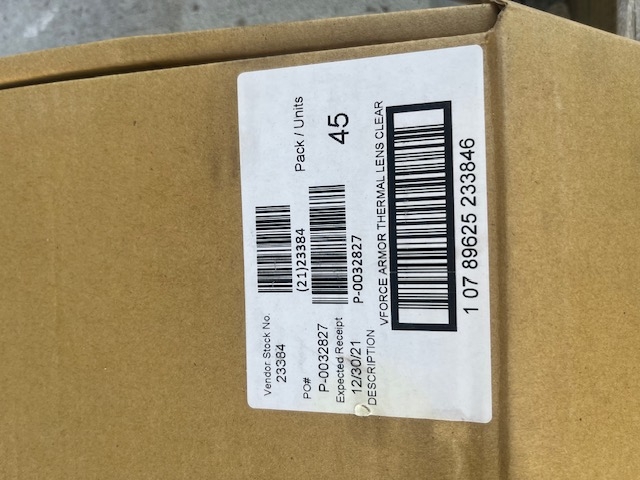 Vendor Stock No.
23384
(21)23384
Pack / Units
45
PO#
P-0032827
P-0032827
Expected Receipt
12/30/21
DESCRIPTION
VFORCE ARMOR THERMAL LENS CLEAR
1 07 89625 233846